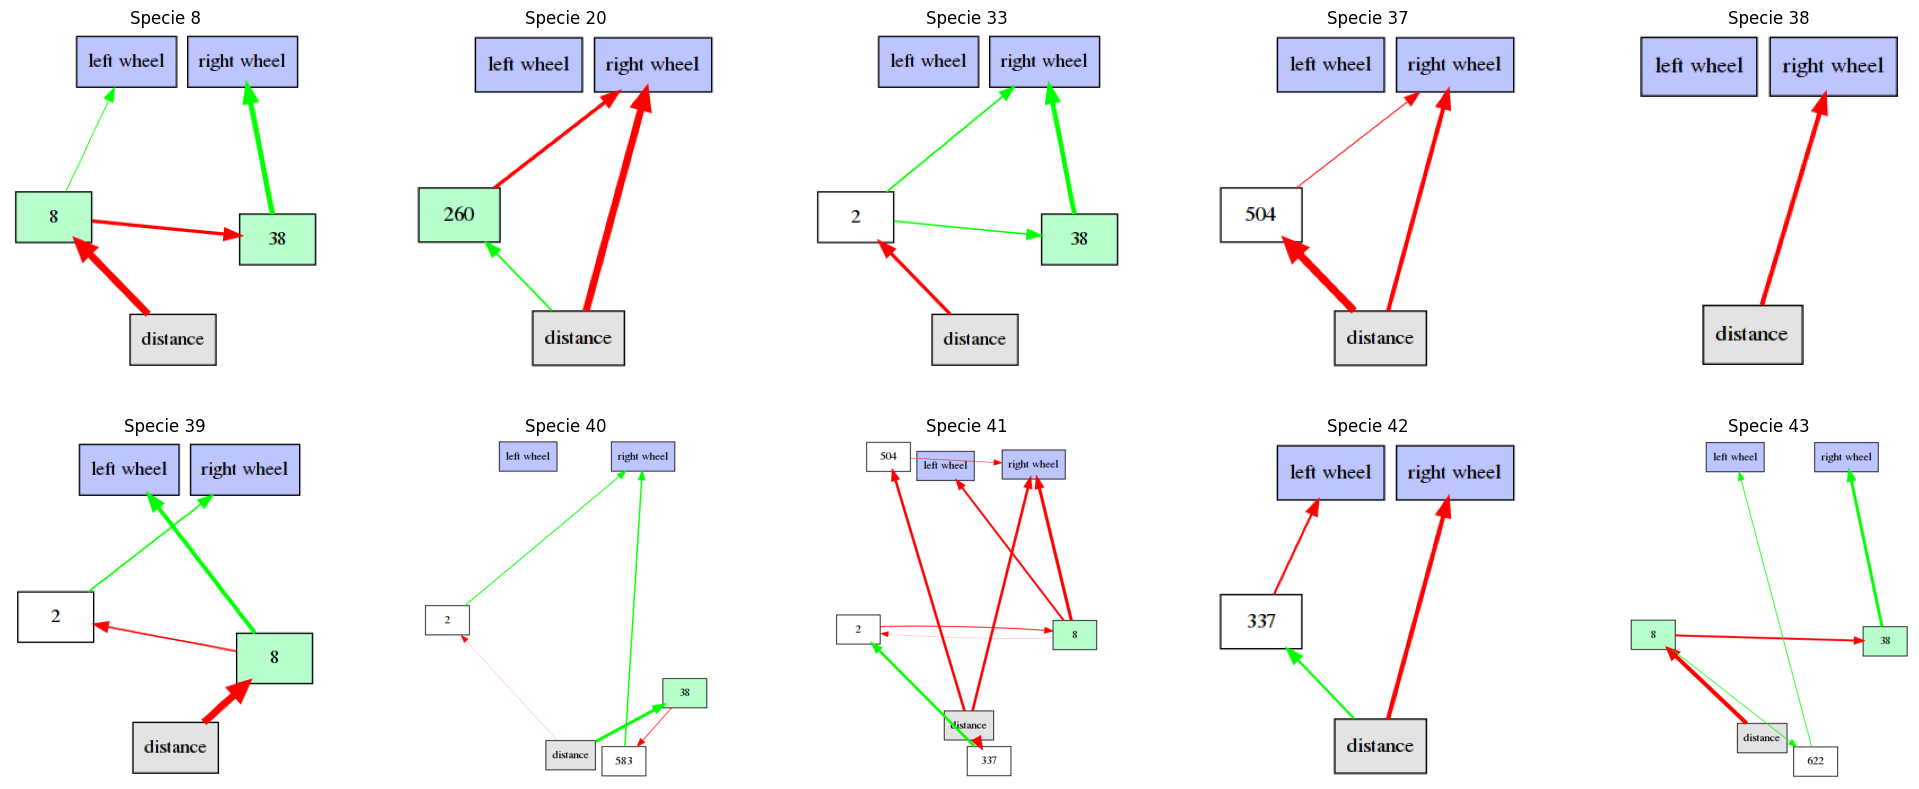 Specie 8
left wheel
right wheel
8
38
distance
Specie 20
left wheel
right wheel
260
distance
Specie 33
left wheel
right wheel
2
38
distance
Specie 37
left wheel
right wheel
504
distance
Specie 38
left wheel
right wheel
distance
Specie 39
left wheel
right wheel
2
8
distance
Specie 40
left wheel
right wheel
2
38
distance
583
Specie 41
504
left wheel
right wheel
2
8
distance
337
Specie 42
left wheel
right wheel
337
distance
Specie 43
left wheel
right wheel
8
38
distance
622